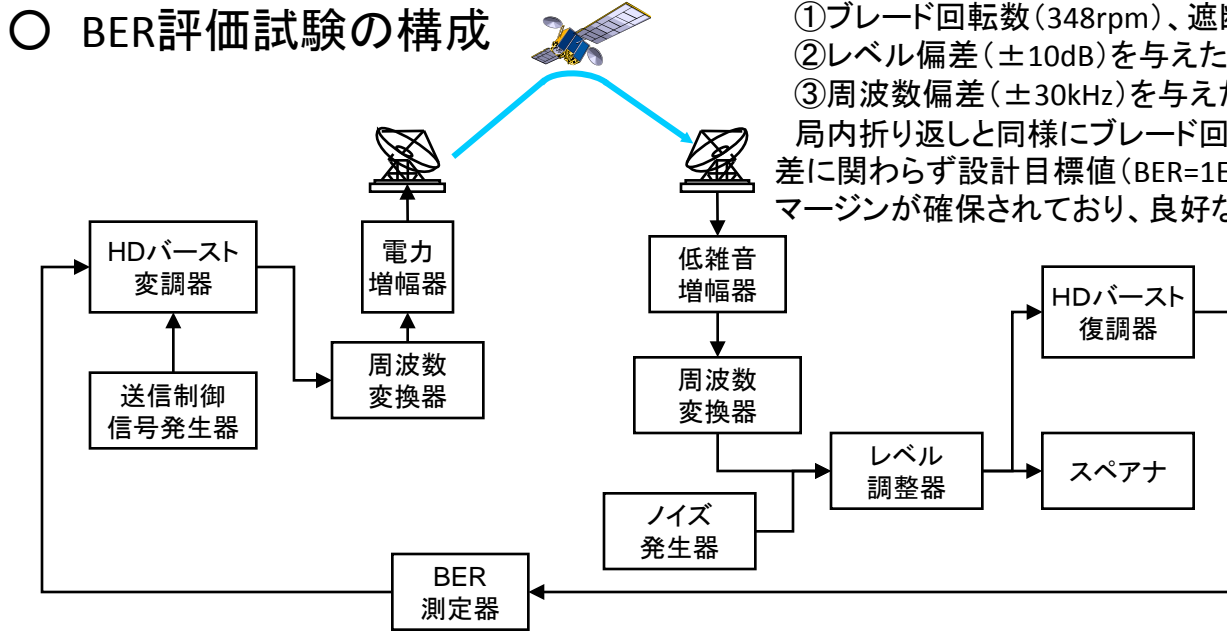 ○ BER評価試験の構成
①ブレード回転数（348rpm）、遮
②レベル偏差（±10dB）を与えた
③周波数偏差（±30kHz）を与え
局内折り返しと同様にブレード回
差に関わらず設計目標値（BER=1E
マージンが確保されており、良好な
HDバースト
変調器
送信制御
信号発生器
電力
増幅器
周波数
変換器
低雑音
増幅器
周波数
変換器
ノイズ
発生器
レベル
調整器
HDバースト
復調器
スペアナ
BER
測定器